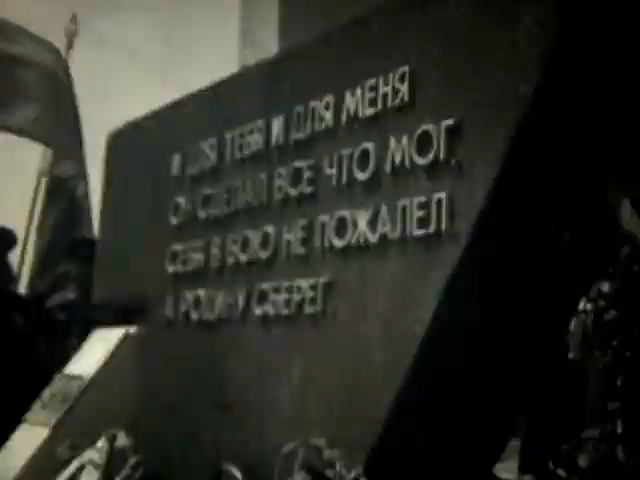 И ДЛЯ ТЕБЯ И ДЛЯ МЕНЯ
ОН СДЕЛАЛ ВСЕ ЧТО МОГ.
СЕБЯ В БОЮ НЕ ПОЖАЛЕЛ
А РОДИНУ СБЕРЕГ.